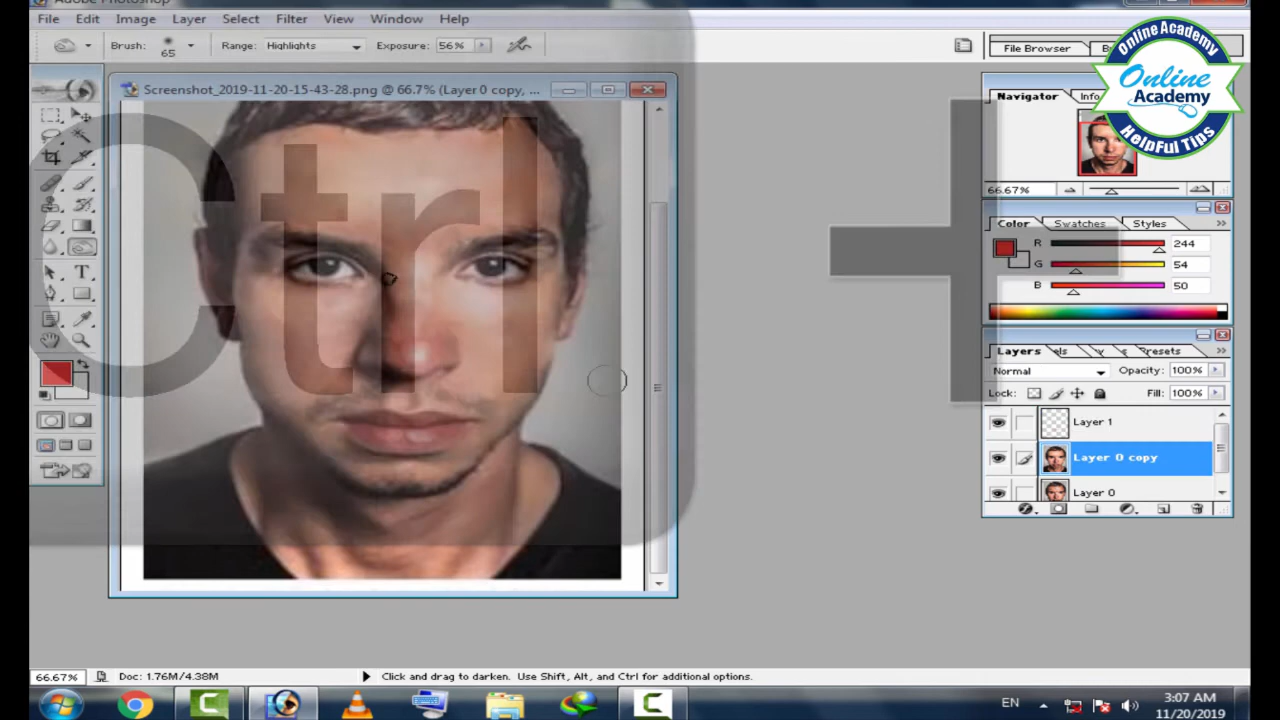 Adobe Photoshop
File Edit Image Layer Select Filter View Window Help
Brush: 65 Range: Highlights Exposure: 56%
File Browser
Online Academy
Online
Academy
HelpFul Tips
Screenshot_2019-11-20-15-43-28.png @ 66.7% (Layer 0 copy, ...
Navigator Info
66.67%
Ctrl +
Color Swatches Styles
R 244
G 54
B 50
Layers els Presets
Normal Opacity: 100%
Lock: Fill: 100%
Layer 1
Layer 0 copy
Layer 0
66.67% Doc: 1.76M/4.38M Click and drag to darken. Use Shift, Alt, and Ctrl for additional options.
EN 3:07 AM
11/20/2019